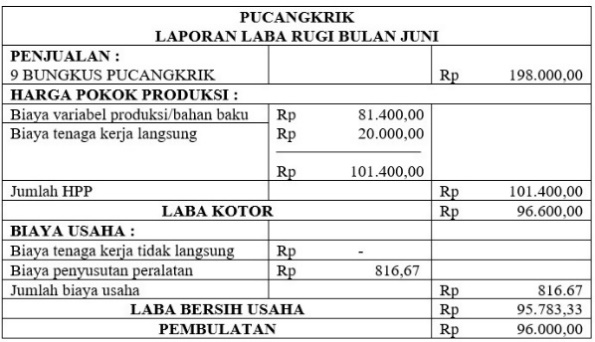 PUCANGKRIK
LAPORAN LABA RUGI BULAN JUNI
PENJUALAN :
9 BUNGKUS PUCANGKRIK Rp 198.000,00
HARGA POKOK PRODUKSI :
Biaya variabel produksi/bahan baku Rp 81.400,00
Biaya tenaga kerja langsung Rp 20.000,00
Rp 101.400,00
Jumlah HPP Rp 101.400,00
LABA KOTOR Rp 96.600,00
BIAYA USAHA :
Biaya tenaga kerja tidak langsung Rp -
Biaya penyusutan peralatan Rp 816,67
Jumlah biaya usaha Rp 816.67
LABA BERSIH USAHA Rp 95.783,33
PEMBULATAN Rp 96.000,00